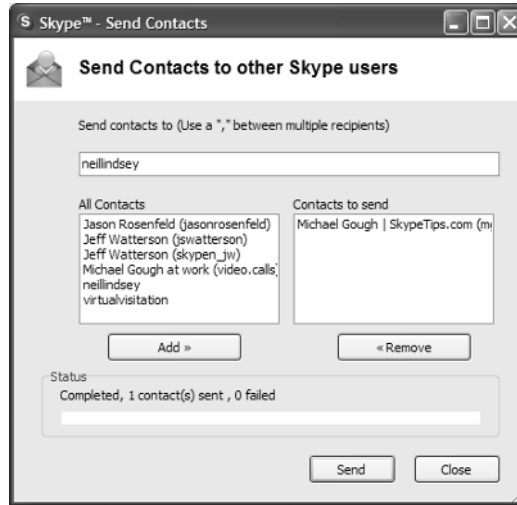 Skype™ - Send Contacts
Send Contacts to other Skype users
Send contacts to (Use a "," between multiple recipients)
neillindsey
All Contacts
Contacts to send
Jason Rosenfeld (jasonrosenfeld)
Jeff Watterson (jswatterson)
Jeff Watterson (skypen_jw)
Michael Gough at work (video.calls)
neillindsey
virtualvisitation
Michael Gough | SkypeTips.com
Add »
« Remove
Status
Completed, 1 contact(s) sent , 0 failed
Send
Close